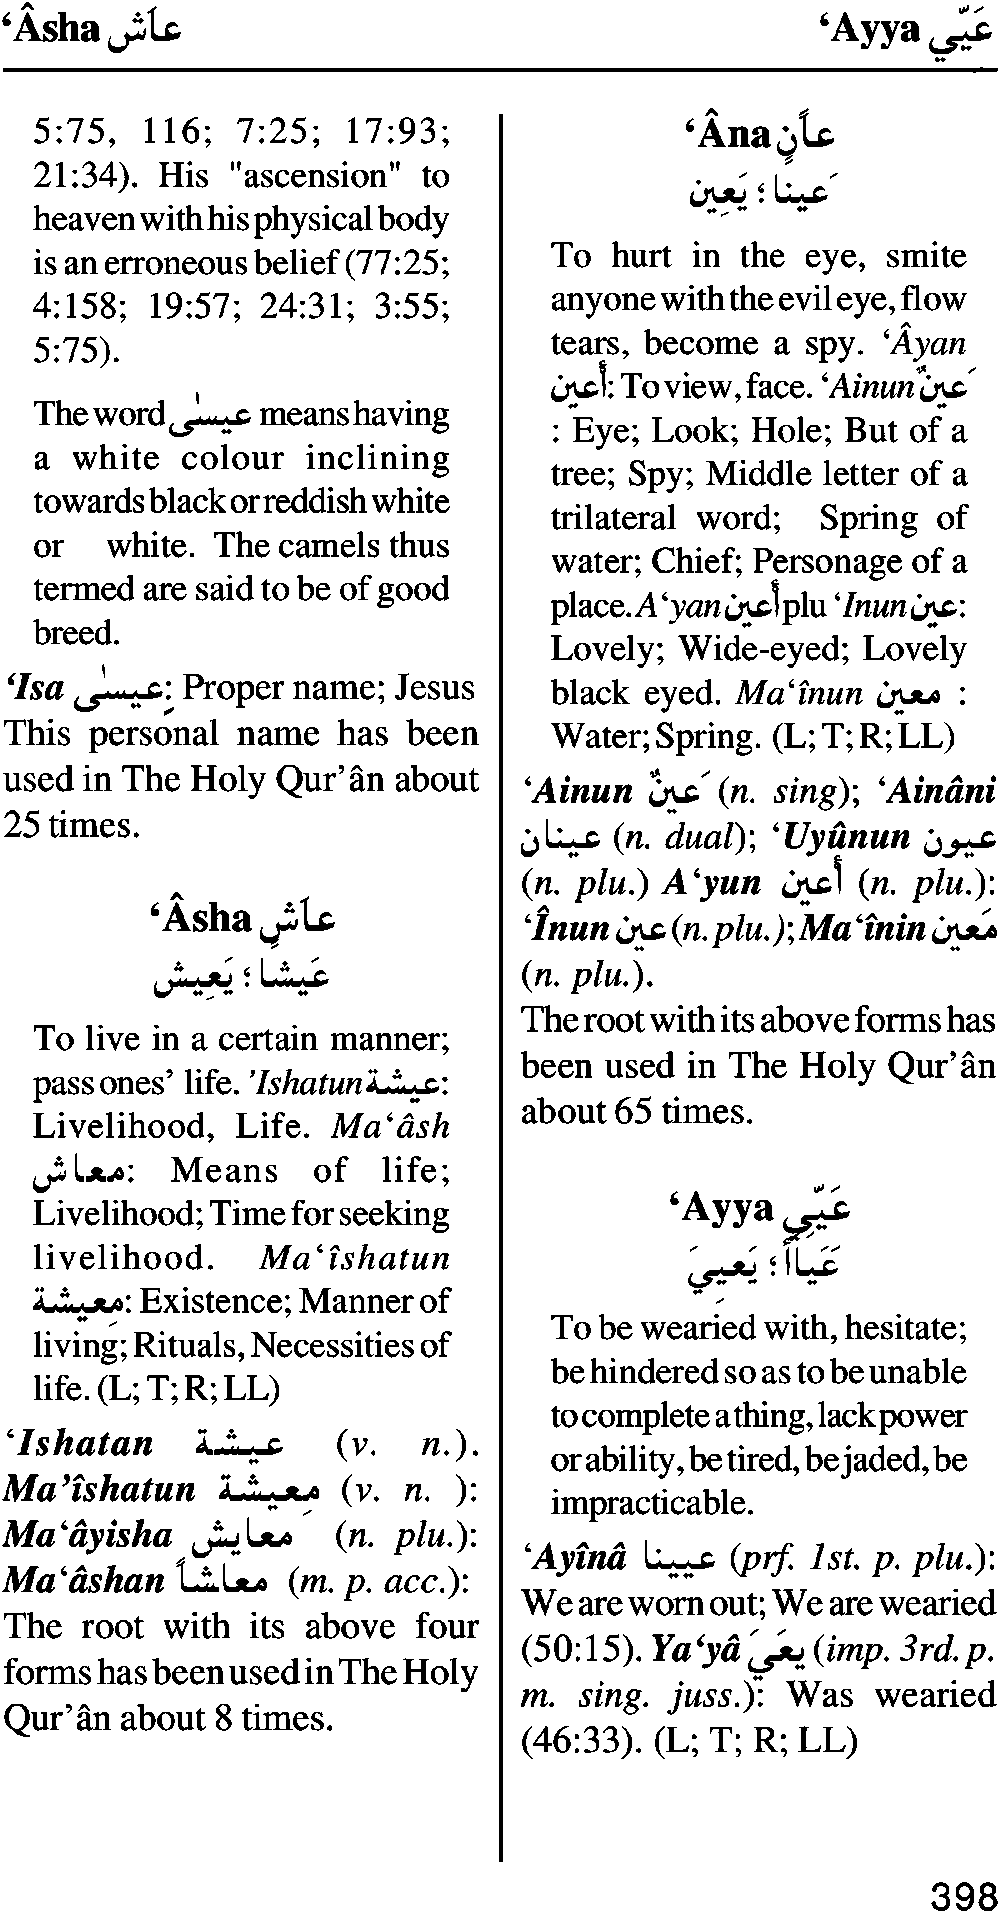 ‘Âsha عاَش
‘Ayya عَيّي
5:75, 116; 7:25; 17:93;
21:34). His "ascension" to
heaven with his physical body
is an erroneous belief (77:25;
4:158; 19:57; 24:31; 3:55;
5:75).
The word عيسىٰ means having
a white colour inclining
towards black or reddish white
or white. The camels thus
termed are said to be of good
breed.
‘Isa عِيسىٰ: Proper name; Jesus
This personal name has been
used in The Holy Qur’ân about
25 times.
‘Âsha عاَشٍ
عَيشا ؛ يَعِيش
To live in a certain manner;
pass ones’ life. ’Ishatun عيشة:
Livelihood, Life. Ma‘âsh
معاش: Means of life;
Livelihood; Time for seeking
livelihood. Ma‘îshatun
معِيشة: Existence; Manner of
living; Rituals, Necessities of
life. (L; T; R; LL)
‘Ishatan عيشة (v. n.).
Ma’îshatun معِيشة (v. n. ):
Ma‘âyisha معايش (n. plu.):
Ma‘âshan معاشاً (m. p. acc.):
The root with its above four
forms has been used in The Holy
Qur’ân about 8 times.
‘Âna عاَنٍ
عَينا ؛ يَعِين
To hurt in the eye, smite
anyone with the evil eye, flow
tears, become a spy. ‘Âyan
أعين: To view, face. ‘Ainun عَينٌ
: Eye; Look; Hole; But of a
tree; Spy; Middle letter of a
trilateral word; Spring of
water; Chief; Personage of a
place. A‘yan أعين plu ‘Inun عين:
Lovely; Wide-eyed; Lovely
black eyed. Ma‘înun معين :
Water; Spring. (L; T; R; LL)
‘Ainun عَينٌ (n. sing); ‘Ainâni
عينان (n. dual); ‘Uyûnun عيون
(n. plu.) A‘yun أعين (n. plu.):
‘Înun عين (n. plu.); Ma‘înin مَعين
(n. plu.).
The root with its above forms has
been used in The Holy Qur’ân
about 65 times.
‘Ayya عَيّيِ
عَيَاأً ؛ يَعِييَ
To be wearied with, hesitate;
be hindered so as to be unable
to complete a thing, lack power
or ability, be tired, be jaded, be
impracticable.
‘Ayînâ عيينا (prf. 1st. p. plu.):
We are worn out; We are wearied
(50:15). Ya‘yâ يعَيَ (imp. 3rd. p.
m. sing. juss.): Was wearied
(46:33). (L; T; R; LL)
398